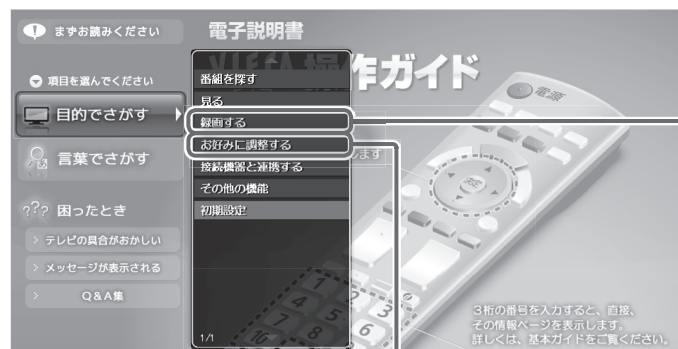 まずお読みください
電子説明書
VIERA 操作ガイド
項目を選んでください
目的でさがす
言葉でさがす
困ったとき
テレビの具合がおかしい
メッセージが表示される
Q&A集
番組を探す
見る
録画する
お好みに調整する
接続機器と連携する
その他の機能
初期設定
1/1
します
電源
3桁の番号を入力すると、直接、
その情報ページを表示します。
詳しくは、基本ガイドをご覧ください。